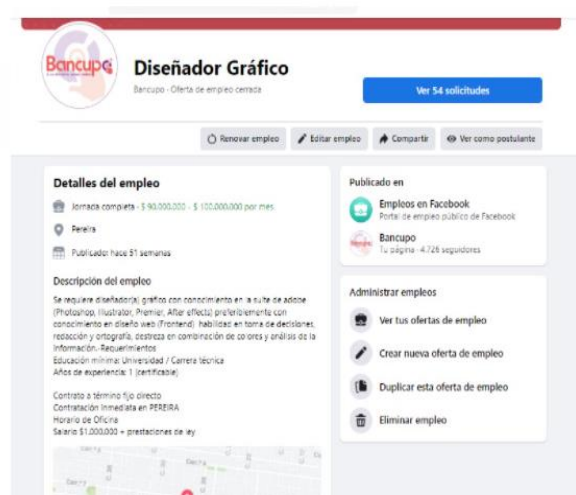 Bancupo
Diseñador Gráfico
Bancupo · Oferta de empleo cerrada
Ver 54 solicitudes
Renovar empleo
Editar empleo
Compartir
Ver como postulante
Detalles del empleo
Jornada completa · $ 90.000.000 - $ 100.000.000 por mes
Pereira
Publicado hace 51 semanas
Descripción del empleo
Se requiere diseñador(a) gráfico con conocimiento en la suite de adobe
(Photoshop, Illustrator, Premier, After effects) preferiblemente con
conocimiento en diseño web (Frontend) habilidad en toma de decisiones,
redacción y ortografía, destreza en combinación de colores y análisis de la
información.-Requerimientos
Educación mínima: Universidad / Carrera técnica
Años de experiencia: 1 (certificable)
Contrato a término fijo directo
Contratación Inmediata en PEREIRA
Horario de Oficina
Salario $1.000.000 + prestaciones de ley
Publicado en
Empleos en Facebook
Portal de empleo público de Facebook
Bancupo
Tu página · 4.726 seguidores
Administrar empleos
Ver tus ofertas de empleo
Crear nueva oferta de empleo
Duplicar esta oferta de empleo
Eliminar empleo